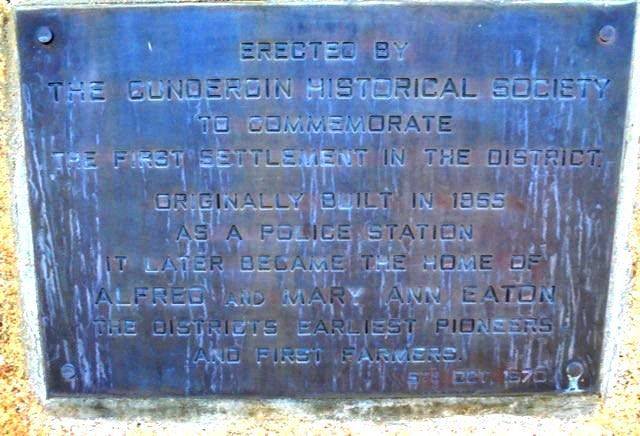 ERECTED BY
THE CUNDERDIN HISTORICAL SOCIETY
TO COMMEMORATE
THE FIRST SETTLEMENT IN THE DISTRICT.
ORIGINALLY BUILT IN 1865
AS A POLICE STATION
IT LATER BECAME THE HOME OF
ALFRED AND MARY ANN EATON
THE DISTRICTS EARLIEST PIONEERS
AND FIRST FARMERS.
OCT. 1970